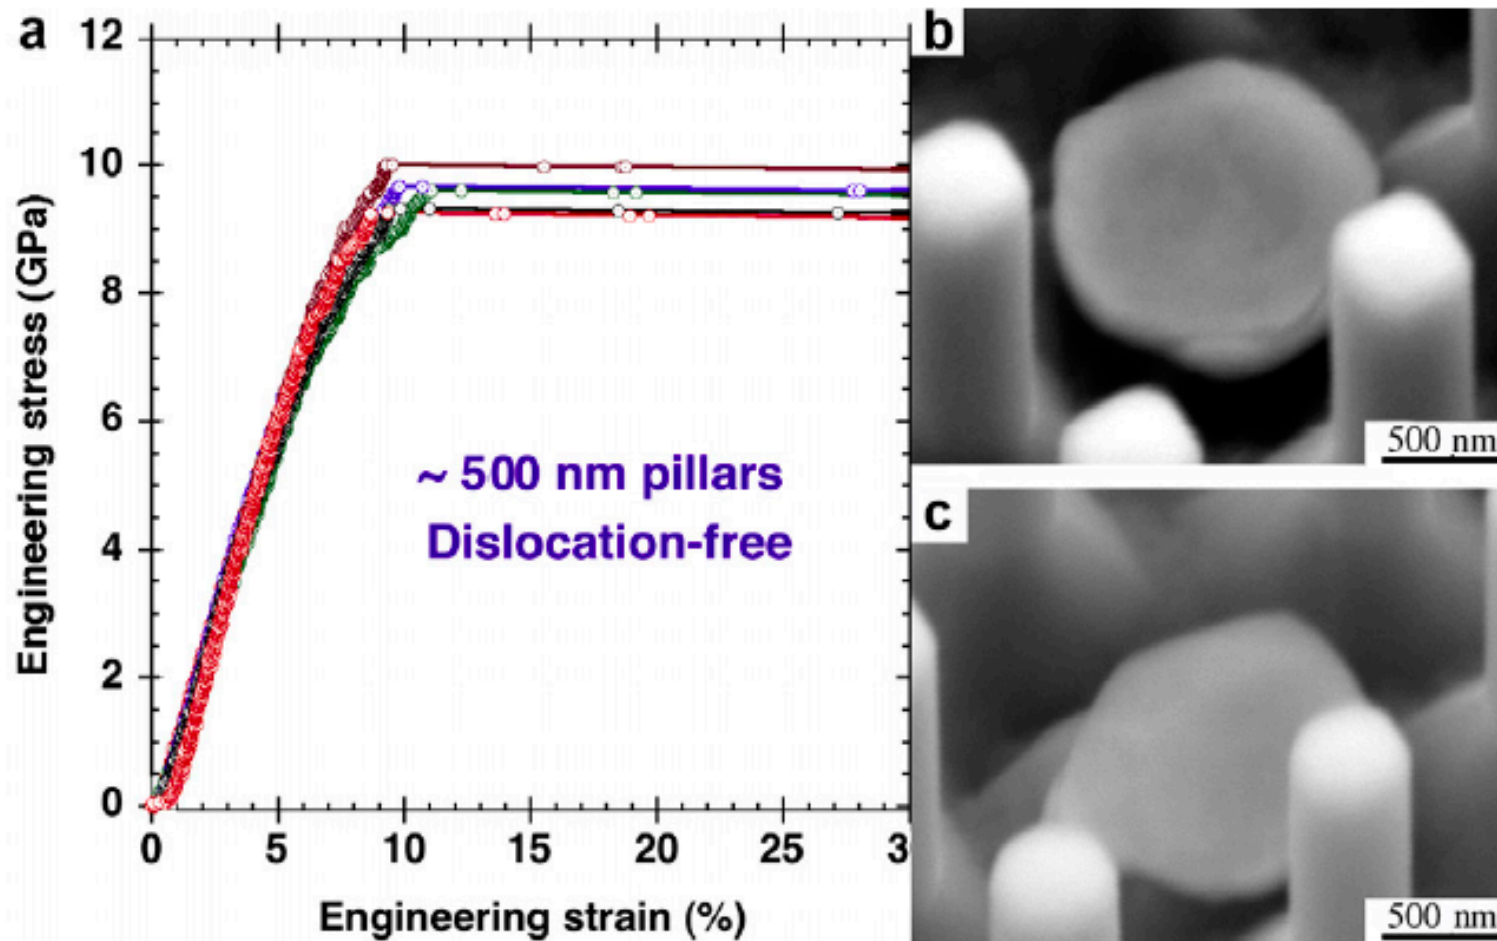 a
12
10
8
6
4
2
0
Engineering stress (GPa)
~ 500 nm pillars
Dislocation-free
0 5 10 15 20 25 3
Engineering strain (%)
b
500 nm
c
500 nm